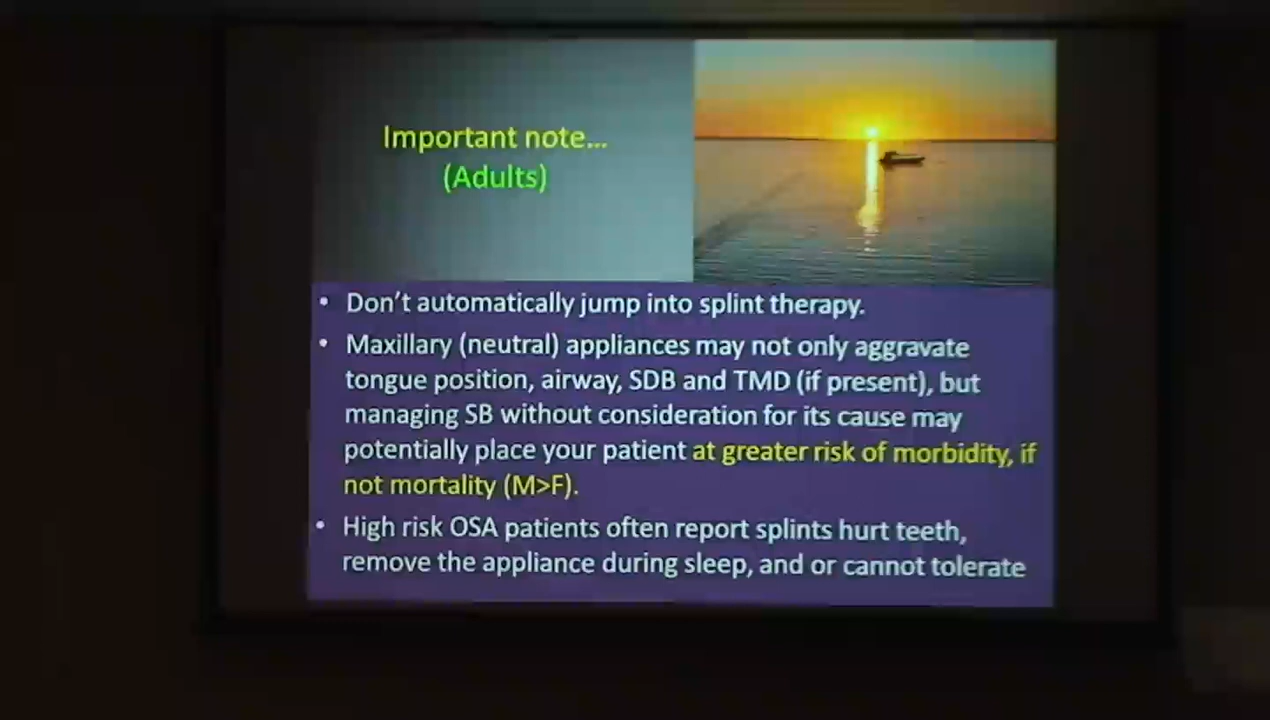 Important note...
(Adults)
• Don't automatically jump into splint therapy.
• Maxillary (neutral) appliances may not only aggravate
tongue position, airway, SDB and TMD (if present), but
managing SB without consideration for its cause may
potentially place your patient at greater risk of morbidity, if
not mortality (M>F).
• High risk OSA patients often report splints hurt teeth,
remove the appliance during sleep, and or cannot tolerate